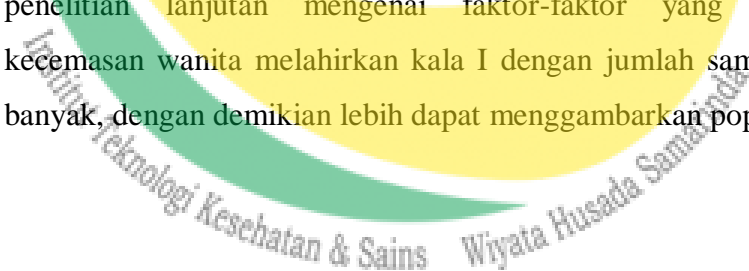 penelitian lanjutan mengenai faktor-faktor yang
kecemasan wanita melahirkan kala I dengan jumlah sam
banyak, dengan demikian lebih dapat menggambarkan pop
Institut Teknologi Kesehatan & Sains Wiyata Husada Samarinda